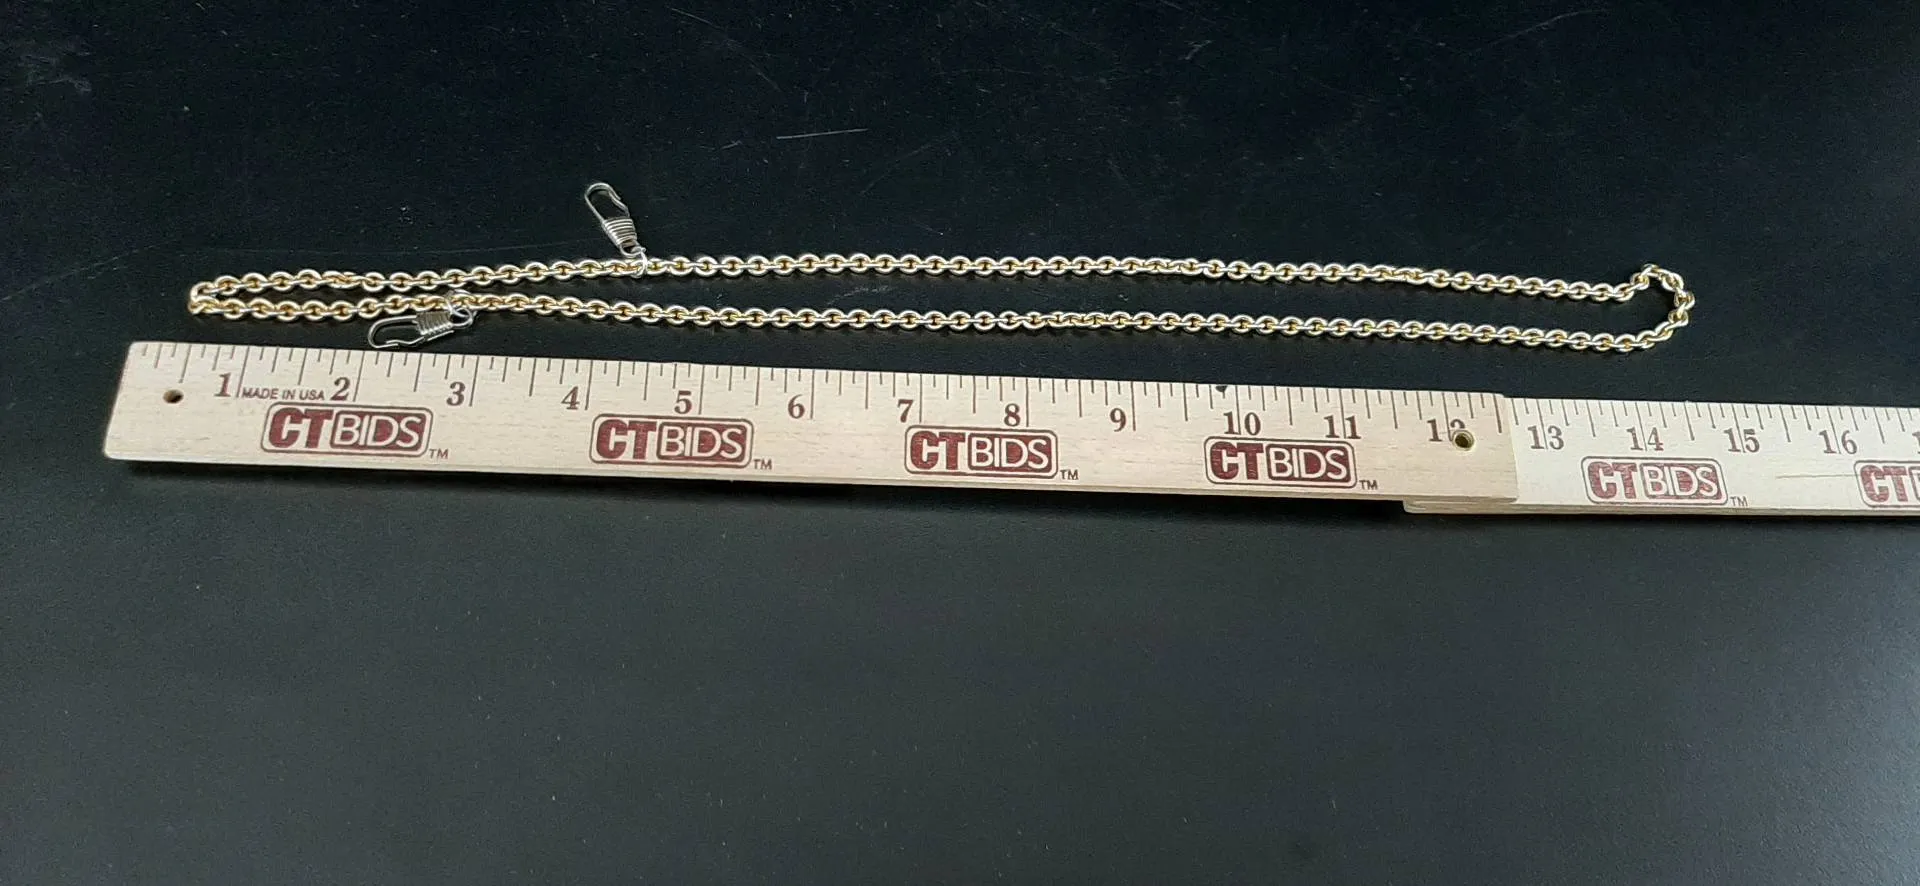 1 MADE IN USA 2 3 4 5 6 7 8 9 10 11 12 13 14 15 16
CTBIDS™ CTBIDS™ CTBIDS™ CTBIDS™ CTBIDS™